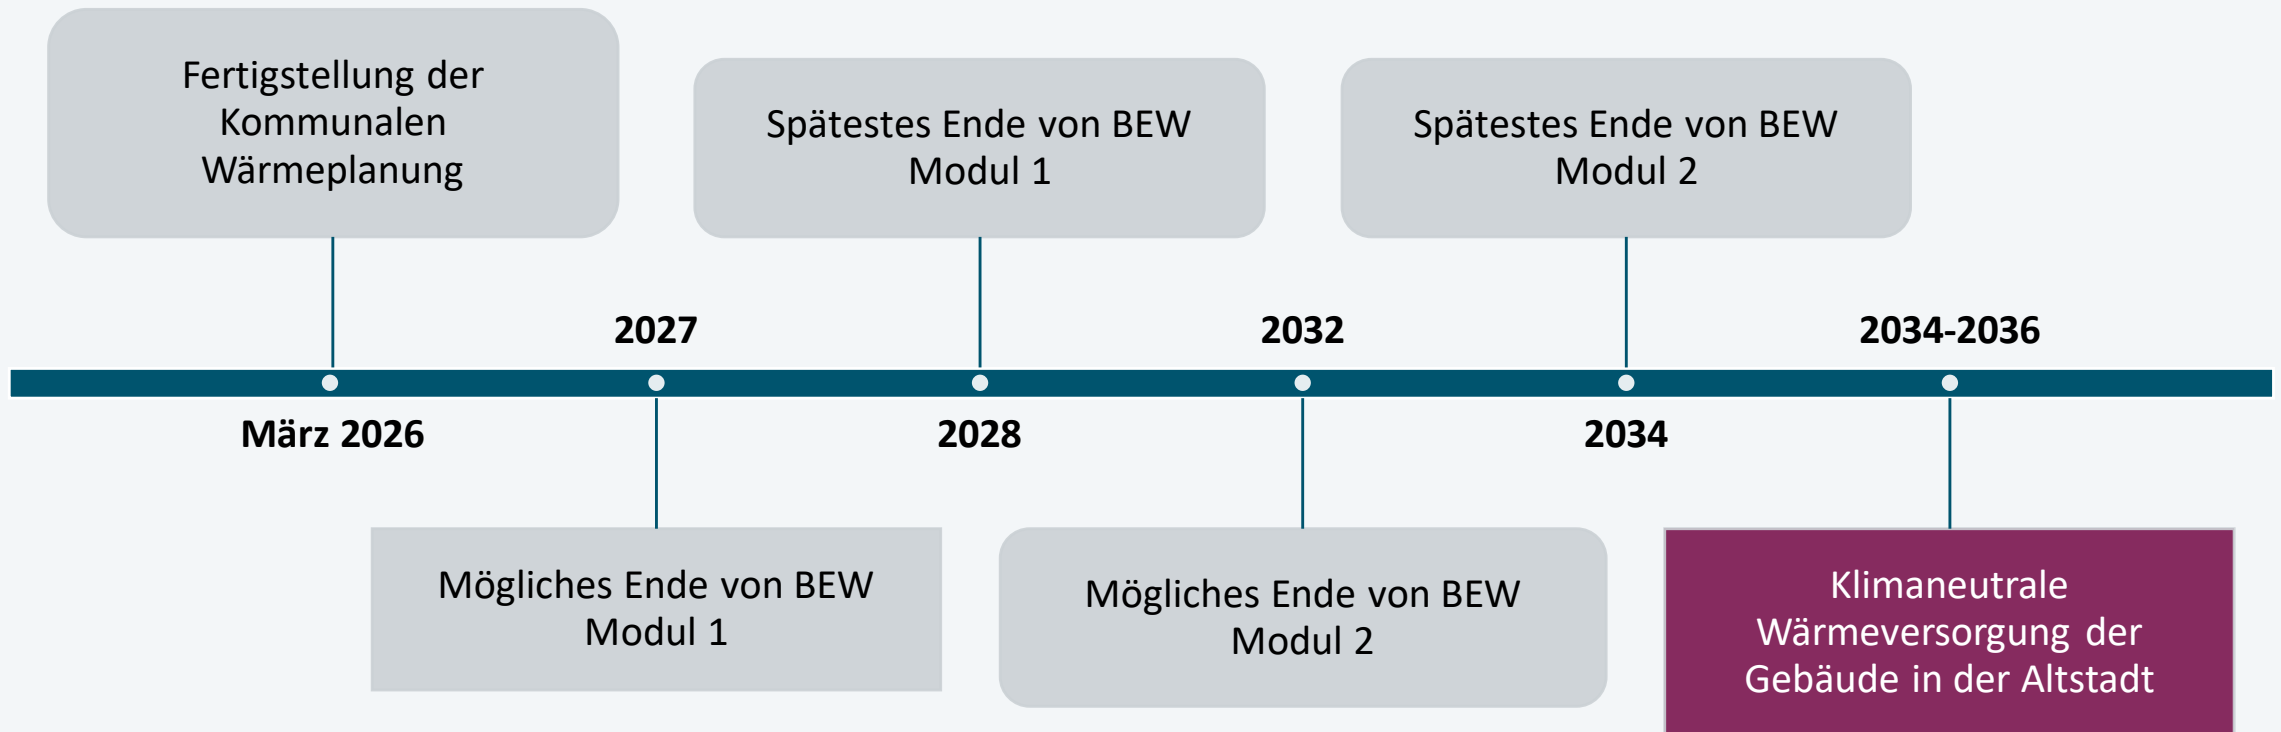 Fertigstellung der
Kommunalen
Wärmeplanung
Spätestes Ende von BEW
Modul 1
Spätestes Ende von BEW
Modul 2
2027
2032
2034-2036
März 2026
2028
2034
Mögliches Ende von BEW
Modul 1
Mögliches Ende von BEW
Modul 2
Klimaneutrale
Wärmeversorgung der
Gebäude in der Altstadt